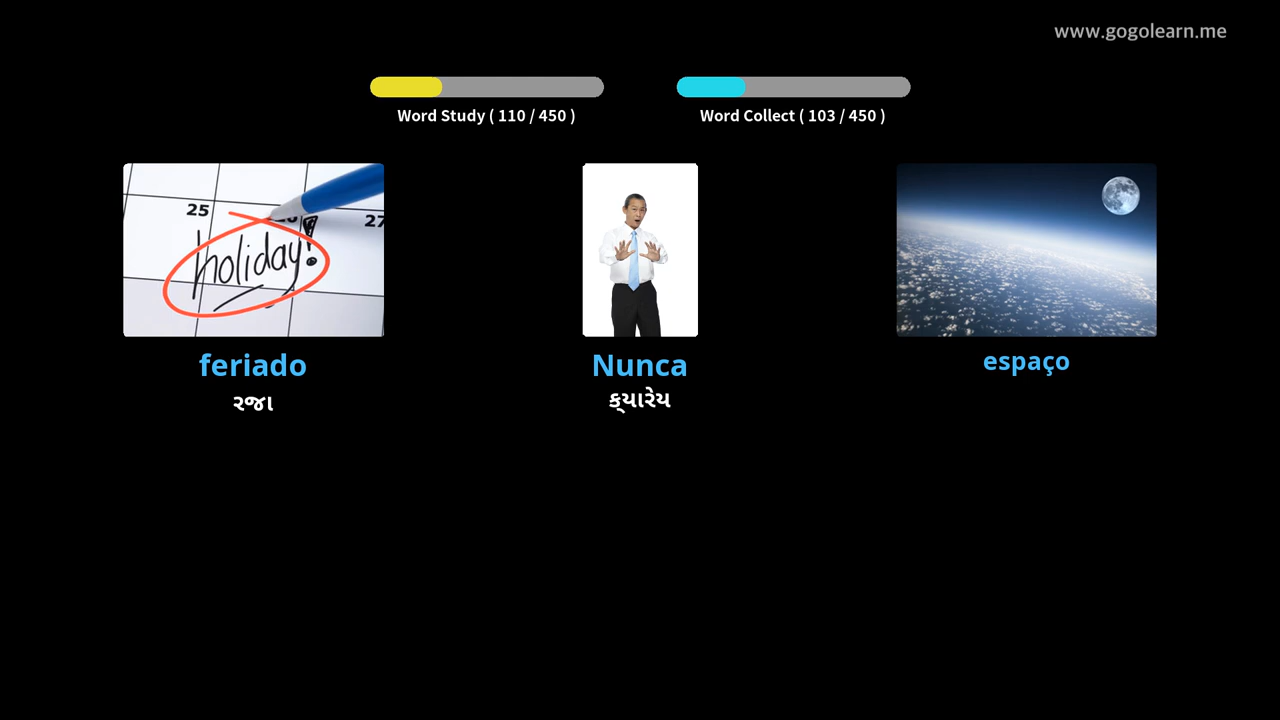 www.gogolearn.me
Word Study ( 110 / 450 )
Word Collect ( 103 / 450 )
25
27
holiday!
feriado
Nunca
espaço
રજા
ક્યારેય